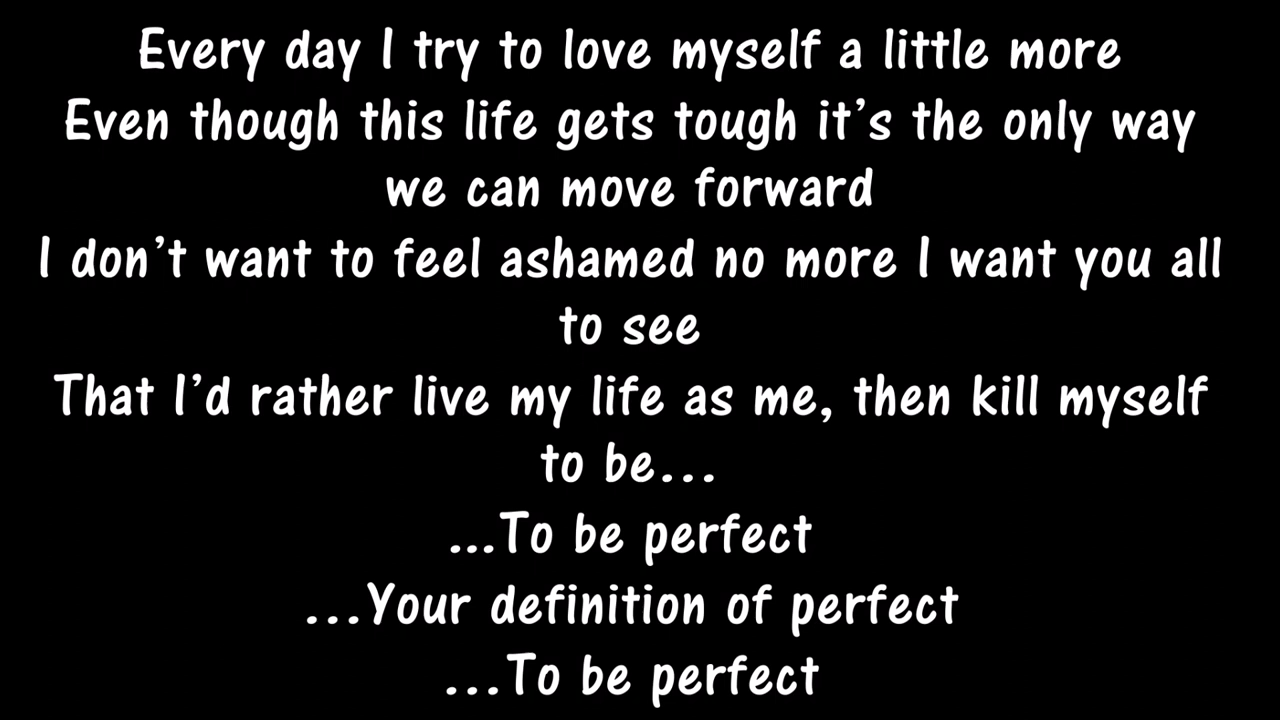 Every day I try to love myself a little more
Even though this life gets tough it's the only way
we can move forward
I don't want to feel ashamed no more I want you all
to see
That I'd rather live my life as me, then kill myself
to be...
...To be perfect
...Your definition of perfect
...To be perfect